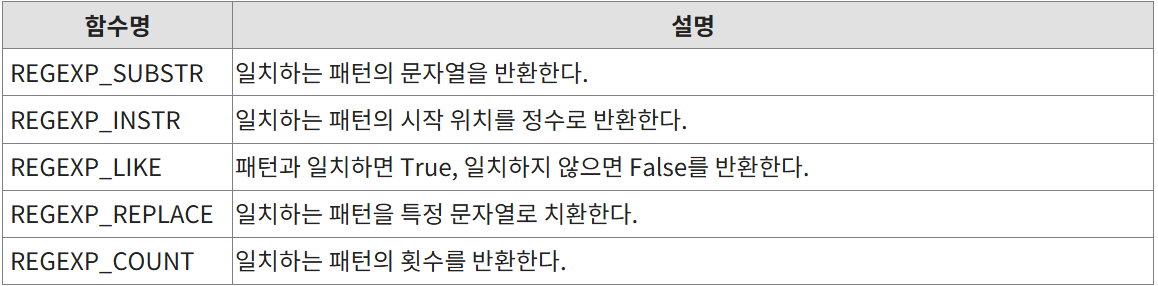 함수명 설명
REGEXP_SUBSTR 일치하는 패턴의 문자열을 반환한다.
REGEXP_INSTR 일치하는 패턴의 시작 위치를 정수로 반환한다.
REGEXP_LIKE 패턴과 일치하면 True, 일치하지 않으면 False를 반환한다.
REGEXP_REPLACE 일치하는 패턴을 특정 문자열로 치환한다.
REGEXP_COUNT 일치하는 패턴의 횟수를 반환한다.